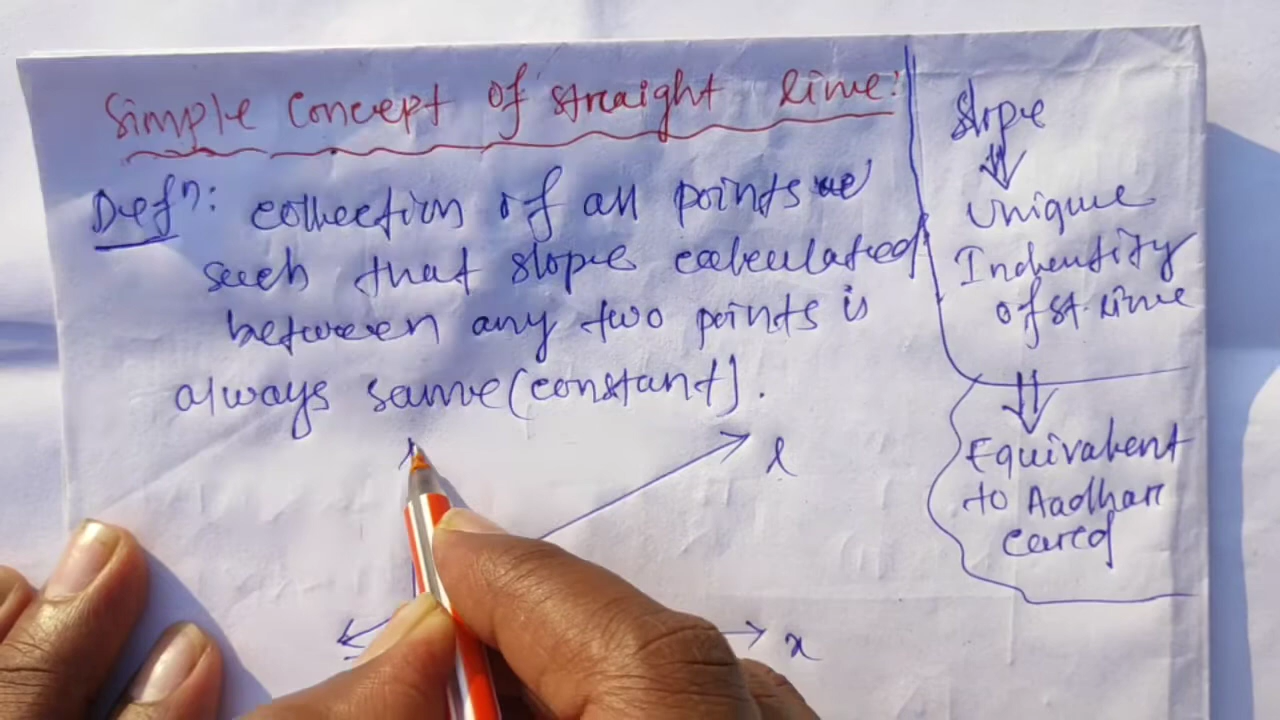 Simple Concept of straight line:
Defⁿ: collection of all points
such that slope calculated
between any two points is
always same (constant).
l
x
Slope
Unique
Indentity
of st. line
Equivalent
to Aadhar
card